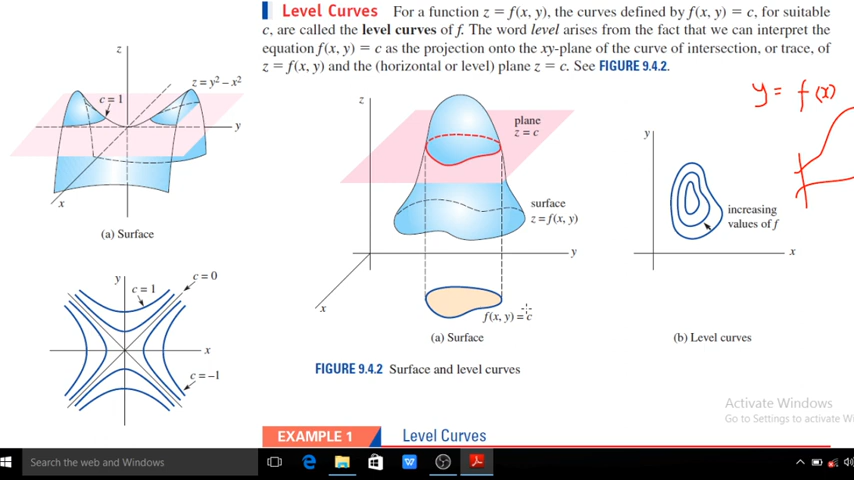 Level Curves For a function z = f(x, y), the curves defined by f(x, y) = c, for suitable
c, are called the level curves of f. The word level arises from the fact that we can interpret the
equation f(x, y) = c as the projection onto the xy-plane of the curve of intersection, or trace, of
z = f(x, y) and the (horizontal or level) plane z = c. See FIGURE 9.4.2.
z
z = y² – x²
c = 1
y
x
(a) Surface
y
c = 0
c = 1
x
c = –1
z
plane
z = c
surface
z = f(x, y)
y
x
f(x, y) = c
(a) Surface
y = f(x)
y
increasing
values of f
x
(b) Level curves
FIGURE 9.4.2 Surface and level curves
Activate Windows
Go to Settings to activate W
EXAMPLE 1 Level Curves
Search the web and Windows